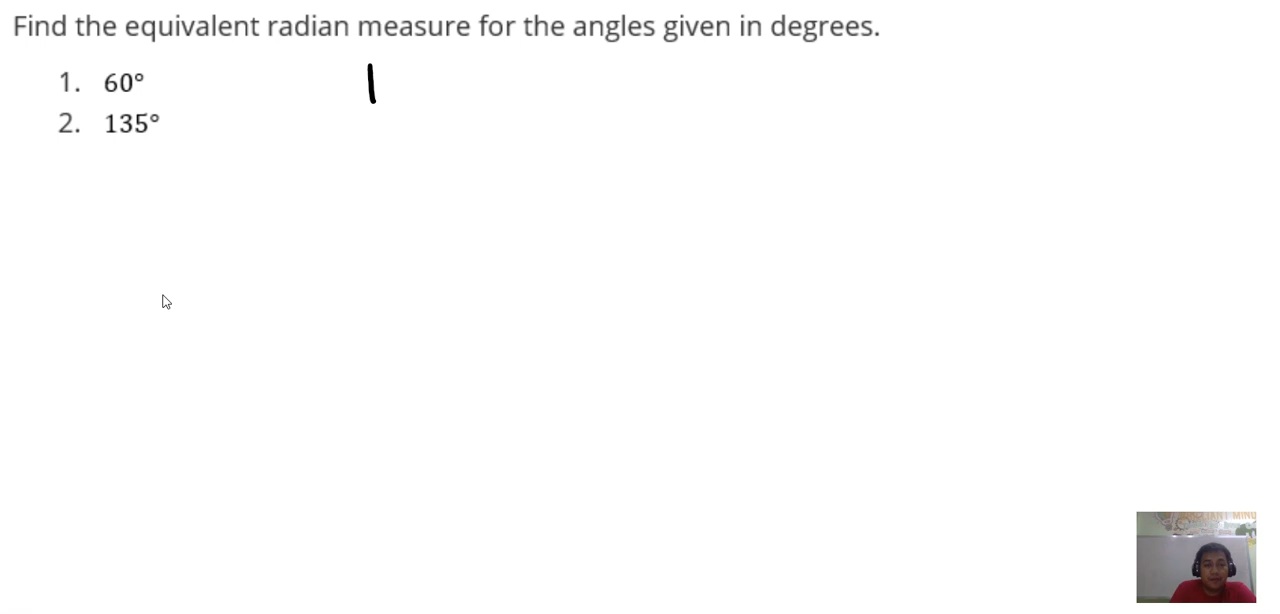 Find the equivalent radian measure for the angles given in degrees.
1. 60°
2. 135°